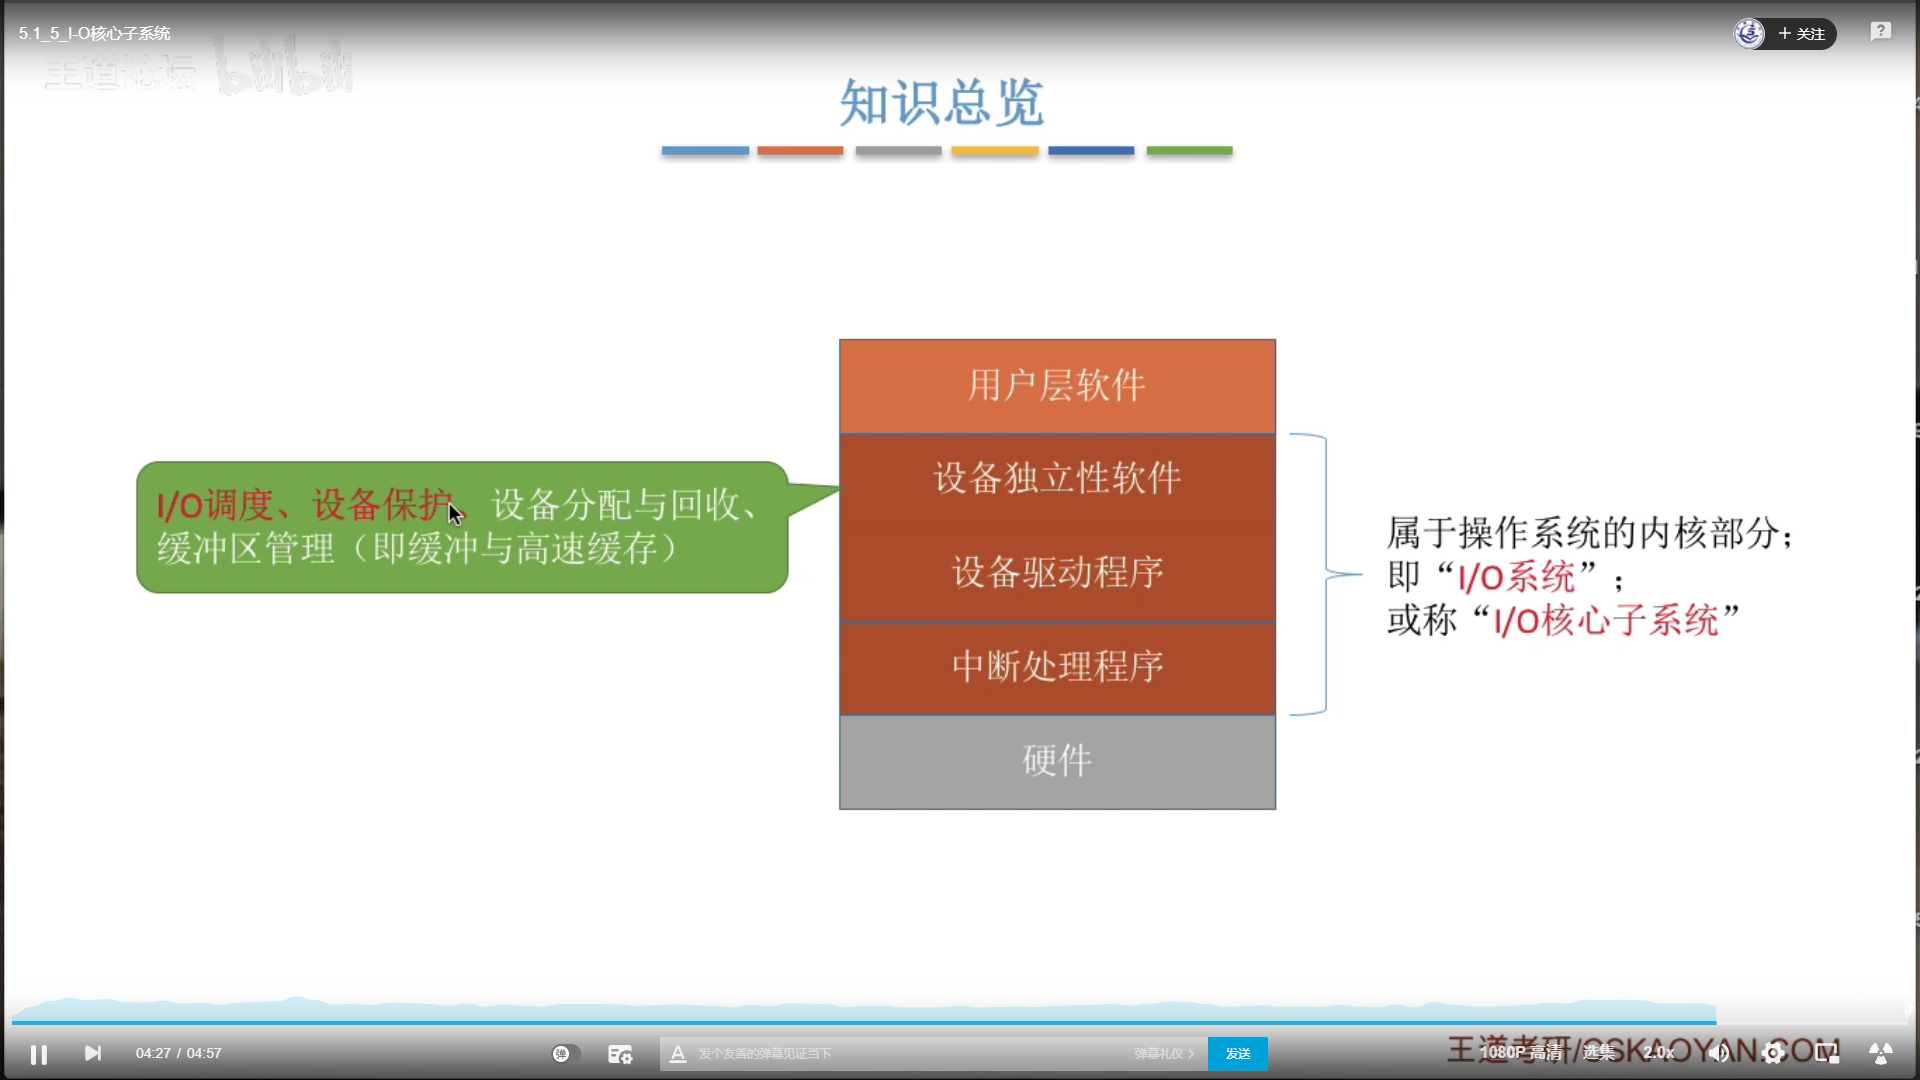 5.1_5_I-O核心子系统
+ 关注
王道论坛 bilibili
知识总览
用户层软件
设备独立性软件
I/O调度、设备保护、设备分配与回收、
缓冲区管理（即缓冲与高速缓存）
设备驱动程序
中断处理程序
硬件
属于操作系统的内核部分；
即“I/O系统”；
或称“I/O核心子系统”
04:27 / 04:57
弹
发个友善的弹幕见证当下
弹幕礼仪 >
发送
王道考研/CSKAOYAN.COM
1080P 高清
选集
2.0x